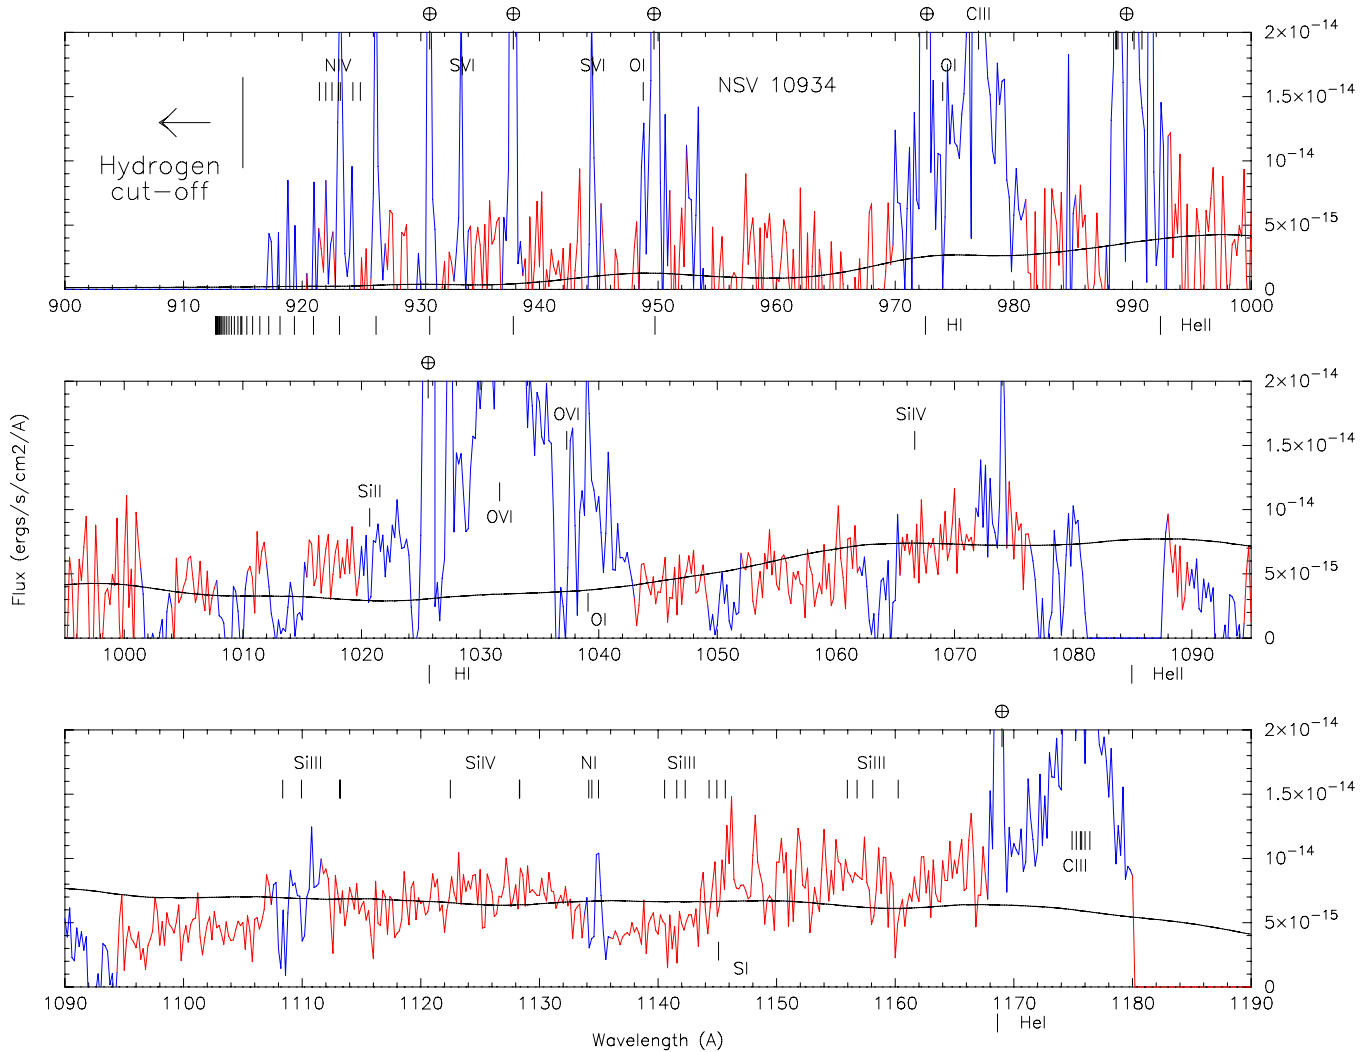 ⊕ ⊕ ⊕ ⊕ CIII ⊕
NIV SVI SVI OI OI
NSV 10934
Hydrogen
cut-off
2×10⁻¹⁴
1.5×10⁻¹⁴
10⁻¹⁴
5×10⁻¹⁵
0
900 910 920 930 940 950 960 970 980 990 1000
HI HeII
⊕
OVI SiIV
SiII
OVI
OI
2×10⁻¹⁴
1.5×10⁻¹⁴
10⁻¹⁴
5×10⁻¹⁵
0
1000 1010 1020 1030 1040 1050 1060 1070 1080 1090
HI HeII
Flux (ergs/s/cm2/A)
⊕
SiIII SiIV NI SiIII SiIII
CIII
SI
2×10⁻¹⁴
1.5×10⁻¹⁴
10⁻¹⁴
5×10⁻¹⁵
0
1090 1100 1110 1120 1130 1140 1150 1160 1170 1180 1190
HeI
Wavelength (A)